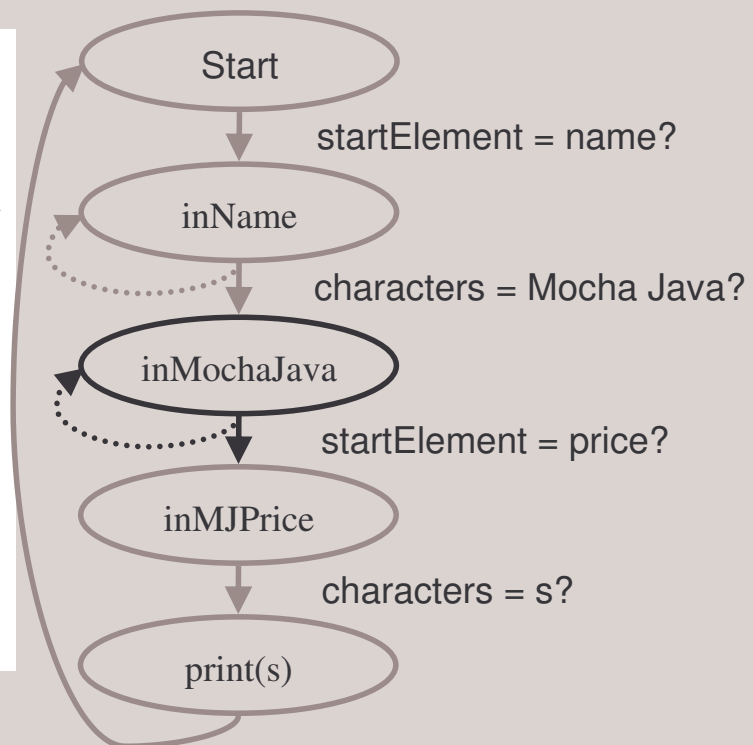 Start
startElement = name?
inName
characters = Mocha Java?
inMochaJava
startElement = price?
inMJPrice
characters = s?
print(s)